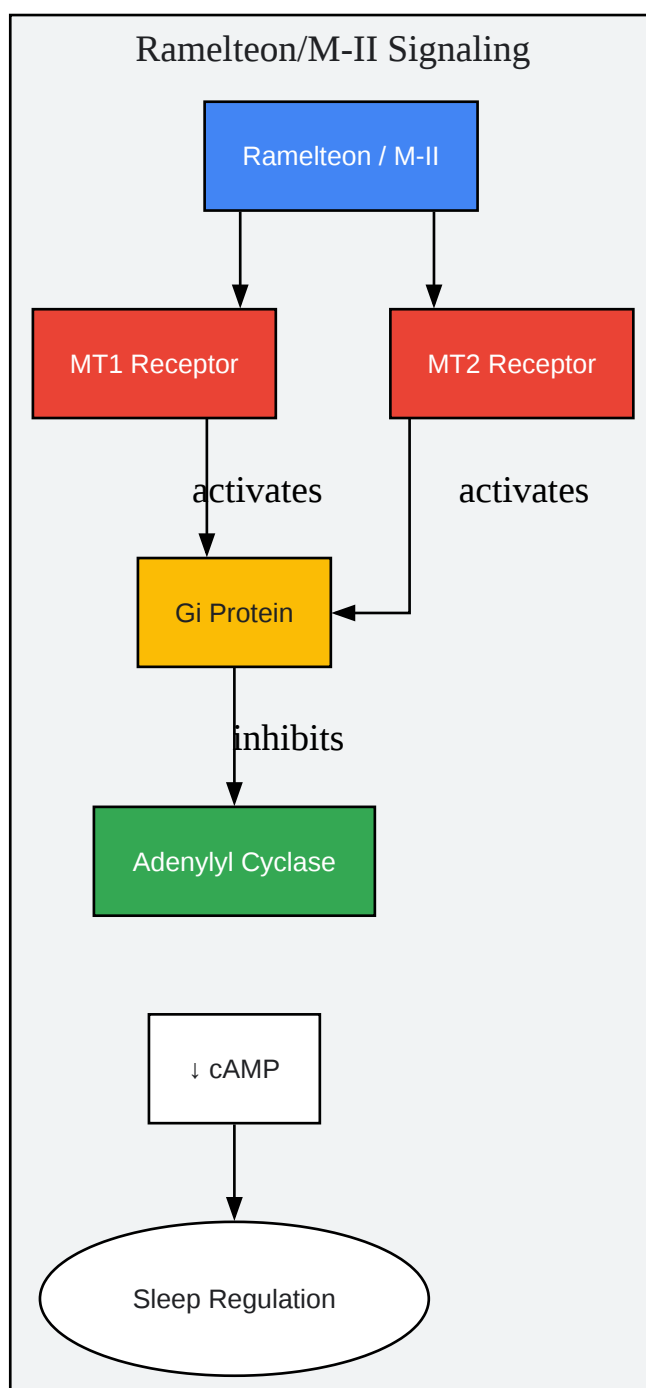 Ramelteon/M-II Signaling
Ramelteon / M-II
MT1 Receptor
MT2 Receptor
activates
activates
Gi Protein
inhibits
Adenylyl Cyclase
↓ cAMP
Sleep Regulation